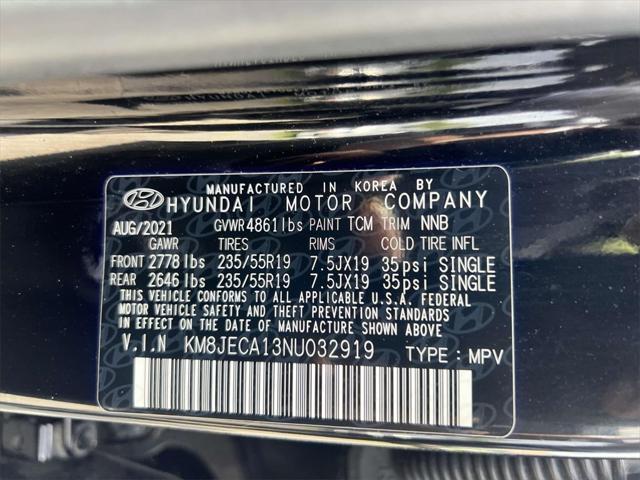 MANUFACTURED IN KOREA BY
HYUNDAI MOTOR COMPANY
AUG/2021 GVWR 4861 lbs PAINT TCM TRIM NNB
GAWR TIRES RIMS COLD TIRE INFL
FRONT 2778 lbs 235/55R19 7.5JX19 35psi SINGLE
REAR 2646 lbs 235/55R19 7.5JX19 35psi SINGLE
THIS VEHICLE CONFORMS TO ALL APPLICABLE U.S.A. FEDERAL
MOTOR VEHICLE SAFETY AND THEFT PREVENTION STANDARDS
IN EFFECT ON THE DATE OF MANUFACTURE SHOWN ABOVE
V.I.N KM8JECA13NU032919 TYPE : MPV